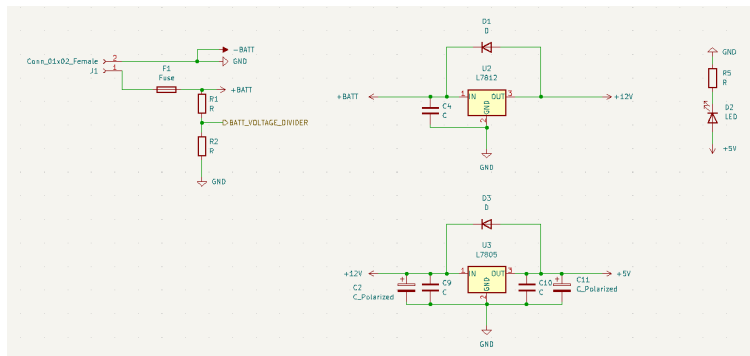 Conn_01x02_Female
J1
2
1
-BATT
GND
F1
Fuse
+BATT
R1
R
BATT_VOLTAGE_DIVIDER
R2
R
GND
D1
D
U2
L7812
+BATT
1
IN
OUT
3
GND
2
+12V
C4
C
GND
GND
R5
R
D2
LED
+5V
D3
D
U3
L7805
+12V
1
IN
OUT
3
GND
2
+5V
C2
C_Polarized
C9
C
C10
C
C11
C_Polarized
GND